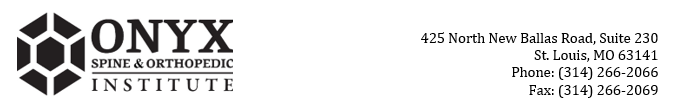 ONYX
SPINE & ORTHOPEDIC
INSTITUTE
425 North New Ballas Road, Suite 230
St. Louis, MO 63141
Phone: (314) 266-2066
Fax: (314) 266-2069